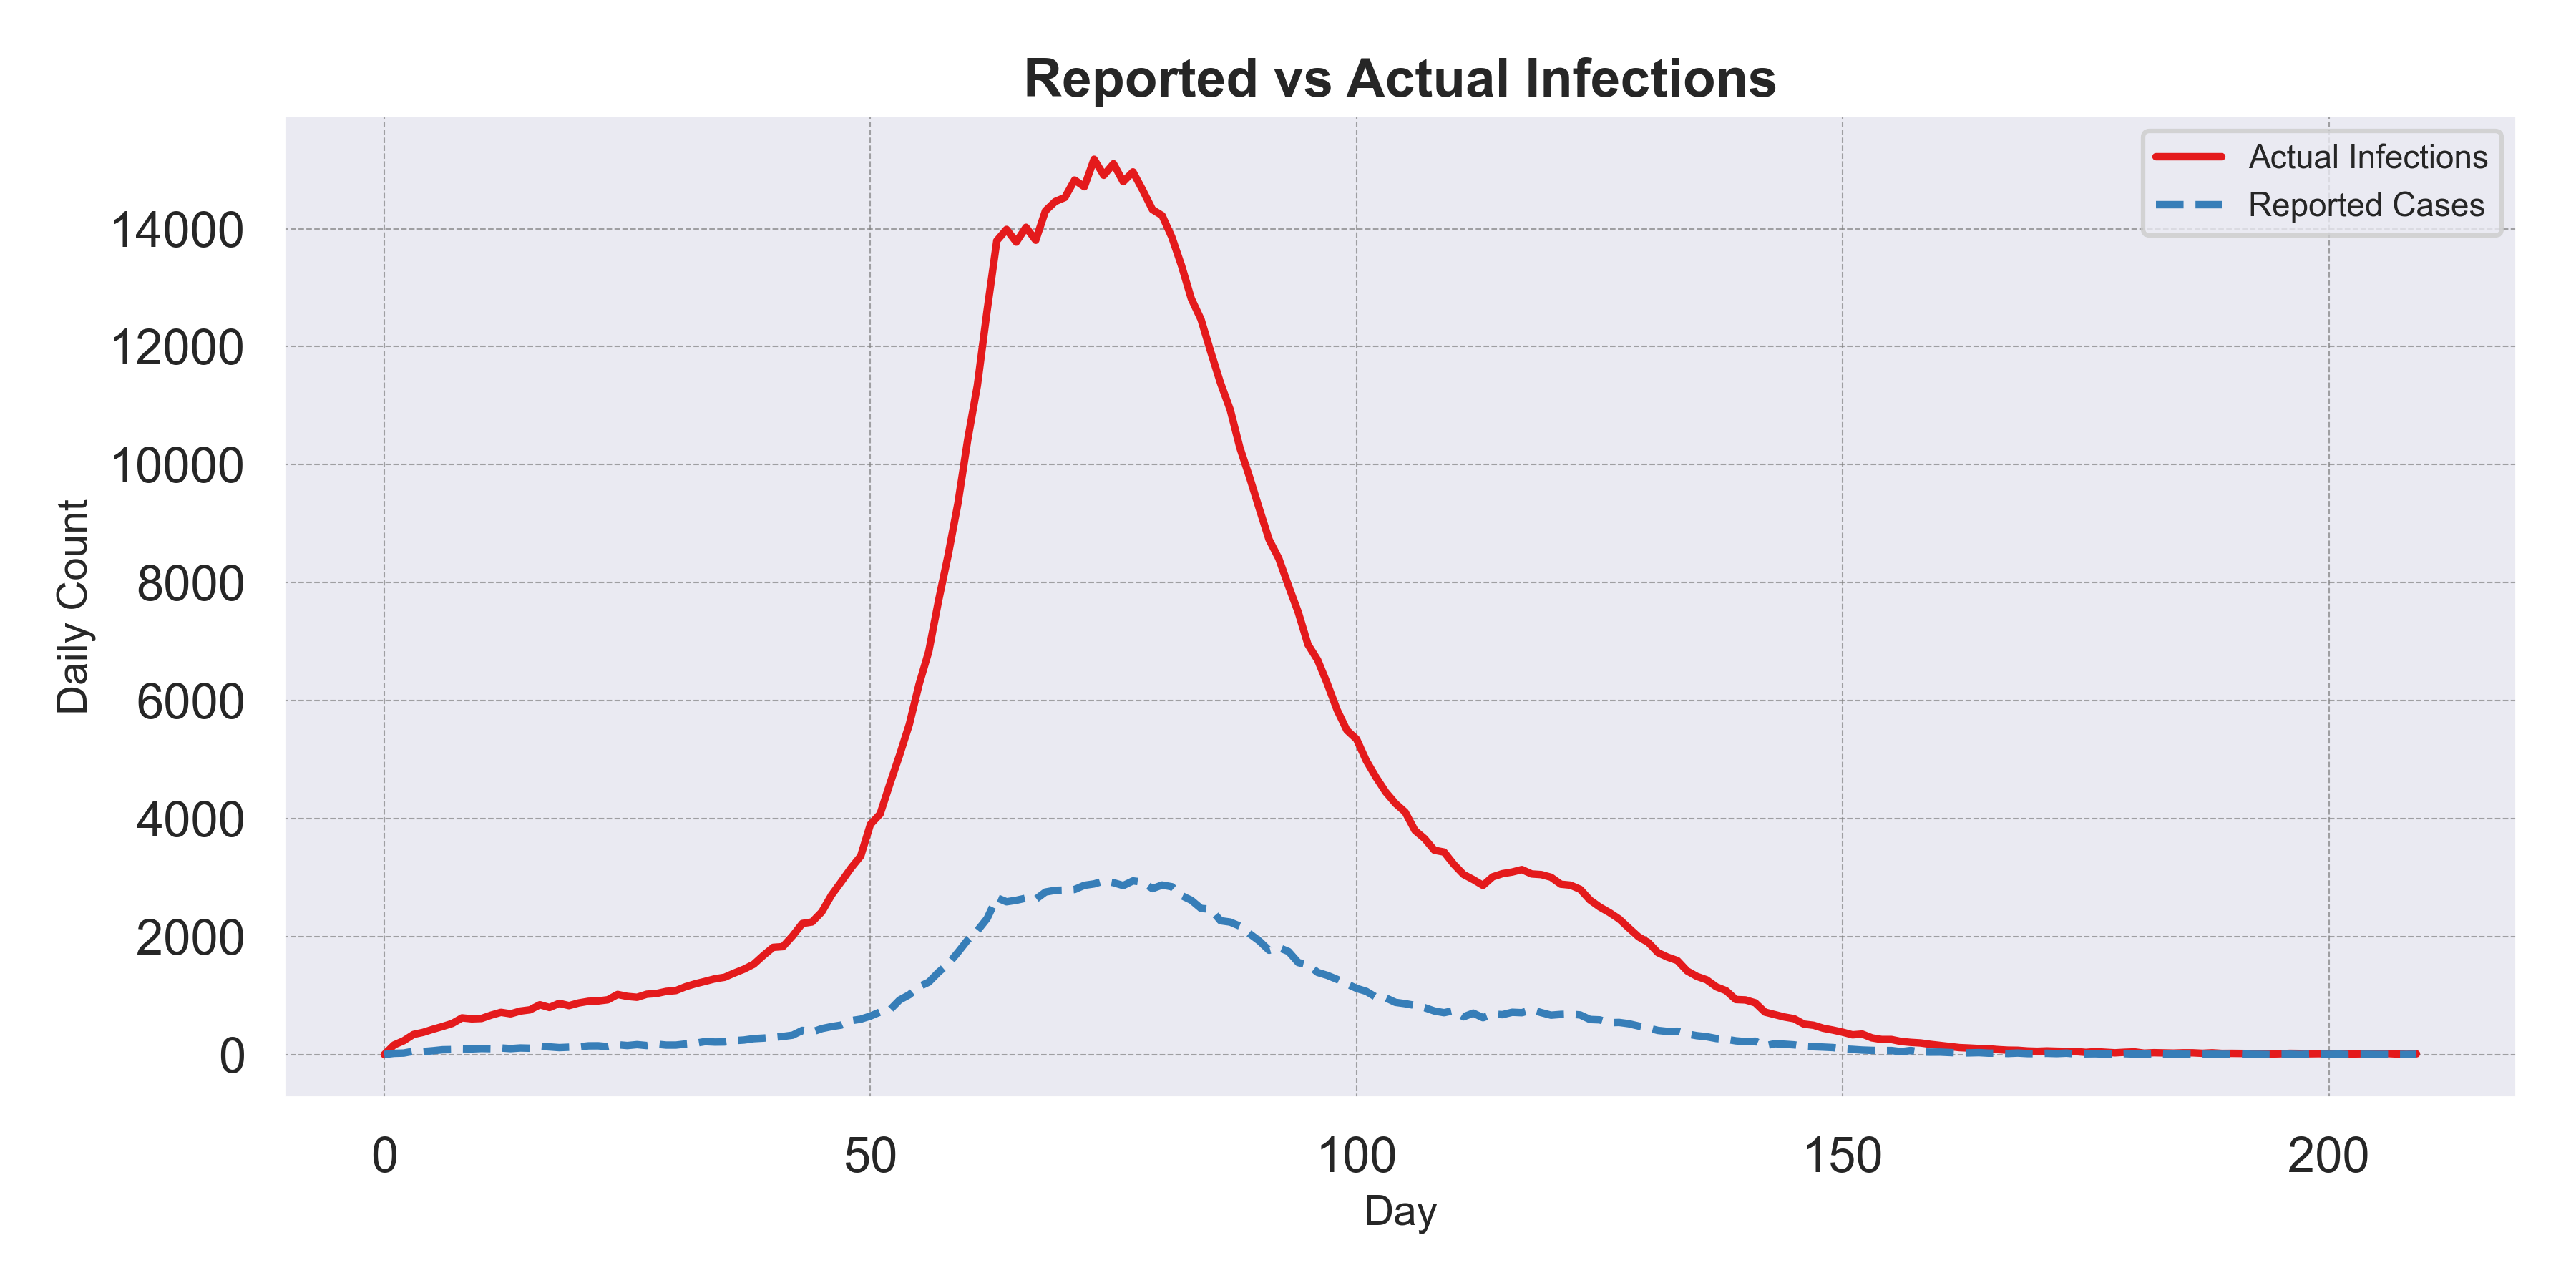 Reported vs Actual Infections
Actual Infections
Reported Cases
14000
12000
10000
8000
6000
4000
2000
0
Daily Count
0 50 100 150 200
Day